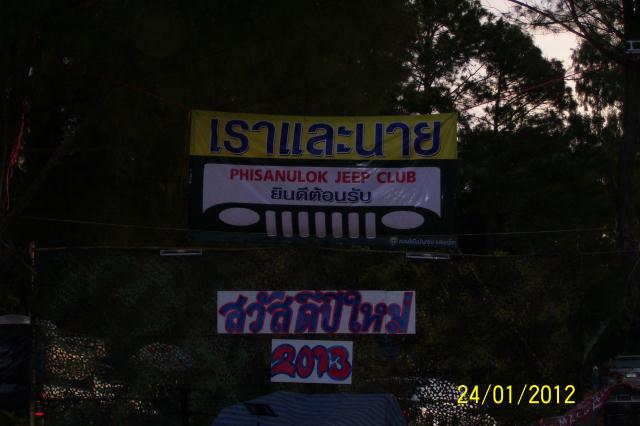 เราและนาย
PHISANULOK JEEP CLUB
ยินดีต้อนรับ
สวัสดีปีใหม่
2013
24/01/2012